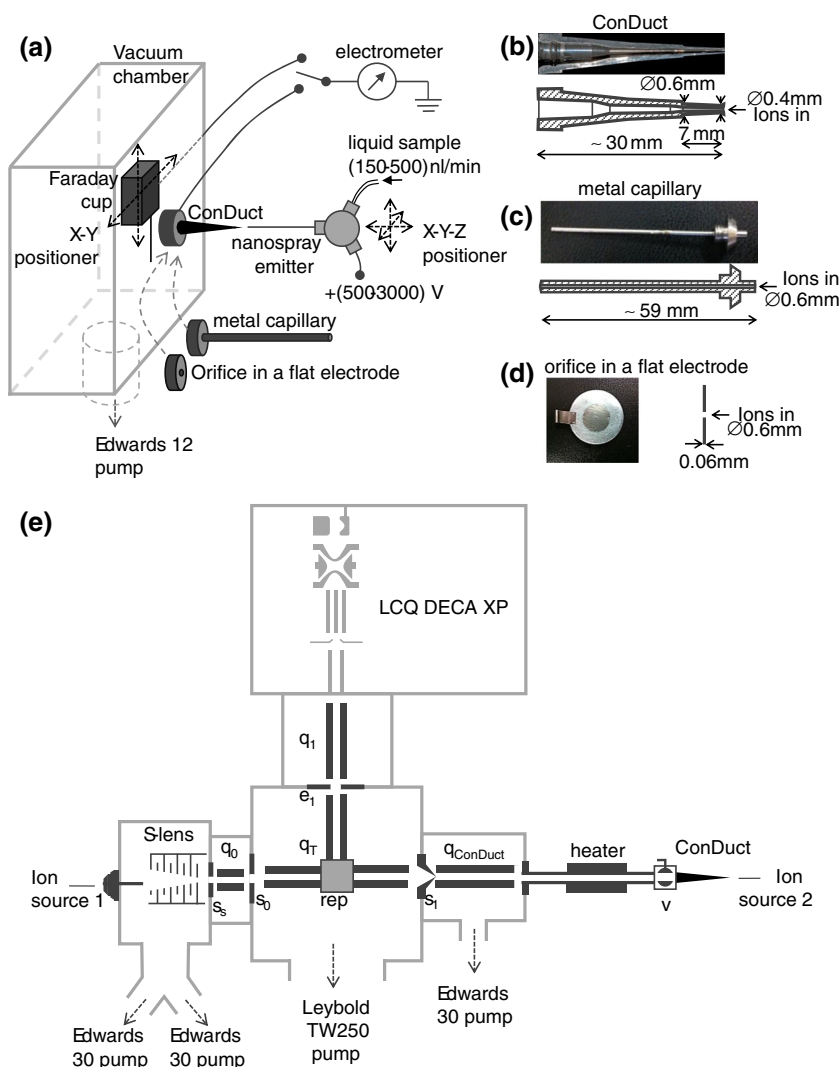 (a)
Vacuum
chamber
electrometer
liquid sample
(150-500)nl/min
Faraday
cup
X-Y
positioner
ConDuct
nanospray
emitter
X-Y-Z
positioner
+(500-3000) V
metal capillary
Orifice in a flat electrode
Edwards 12
pump
(b)
ConDuct
∅0.6mm
∅0.4mm
Ions in
7 mm
~ 30 mm
(c)
metal capillary
Ions in
∅0.6mm
~ 59 mm
(d)
orifice in a flat electrode
Ions in
∅0.6mm
0.06mm
(e)
LCQ DECA XP
q1
e1
qT
S-lens
q0
qConDuct
heater
ConDuct
Ion
source 1
ss
s0
rep
s1
v
Ion
source 2
Edwards
30 pump
Edwards
30 pump
Leybold
TW250
pump
Edwards
30 pump